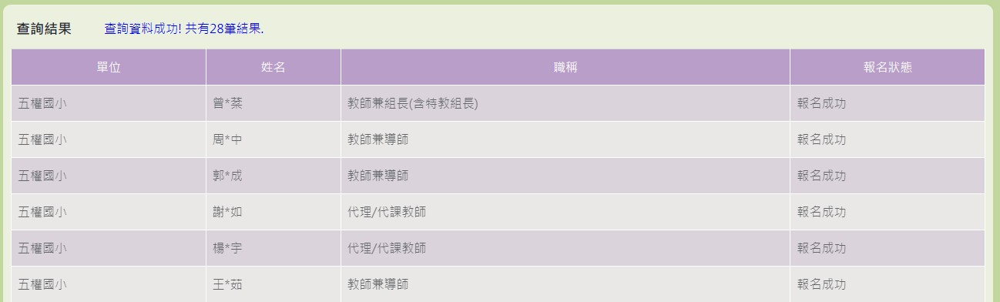 查詢結果 查詢資料成功! 共有28筆結果.
單位 姓名 職稱 報名狀態
五權國小 曾*棻 教師兼組長(含特教組長) 報名成功
五權國小 周*中 教師兼導師 報名成功
五權國小 郭*成 教師兼導師 報名成功
五權國小 謝*如 代理/代課教師 報名成功
五權國小 楊*宇 代理/代課教師 報名成功
五權國小 王*茹 教師兼導師 報名成功